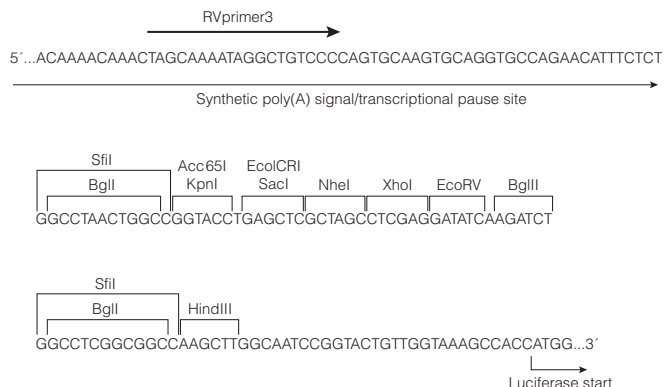 RVprimer3
5´...ACAAAACAAACTAGCAAAATAGGCTGTCCCCAGTGCAAGTGCAGGTGCCAGAACATTTCTCT
Synthetic poly(A) signal/transcriptional pause site
SfiI
Acc65I EcoICRI
BglI KpnI SacI NheI XhoI EcoRV BglII
GGCCTAACTGGCCGGTACCTGAGCTCGCTAGCCTCGAGGATATCAAGATCT
SfiI
BglI HindIII
GGCCTCGGCGGCCAAGCTTGGCAATCCGGTACTGTTGGTAAAGCCACCATGG...3´
Luciferase start